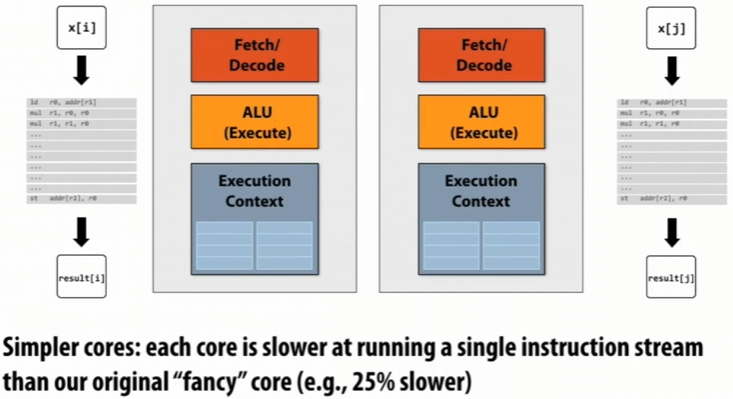 x[i]
ld r0, addr[r1]
mul r1, r0, r0
mul r1, r1, r0
...
...
...
...
...
...
st addr[r2], r0
result[i]
Fetch/
Decode
ALU
(Execute)
Execution
Context
Fetch/
Decode
ALU
(Execute)
Execution
Context
x[j]
ld r0, addr[r1]
mul r1, r0, r0
mul r1, r1, r0
...
...
...
...
...
...
st addr[r2], r0
result[j]
Simpler cores: each core is slower at running a single instruction stream
than our original “fancy” core (e.g., 25% slower)